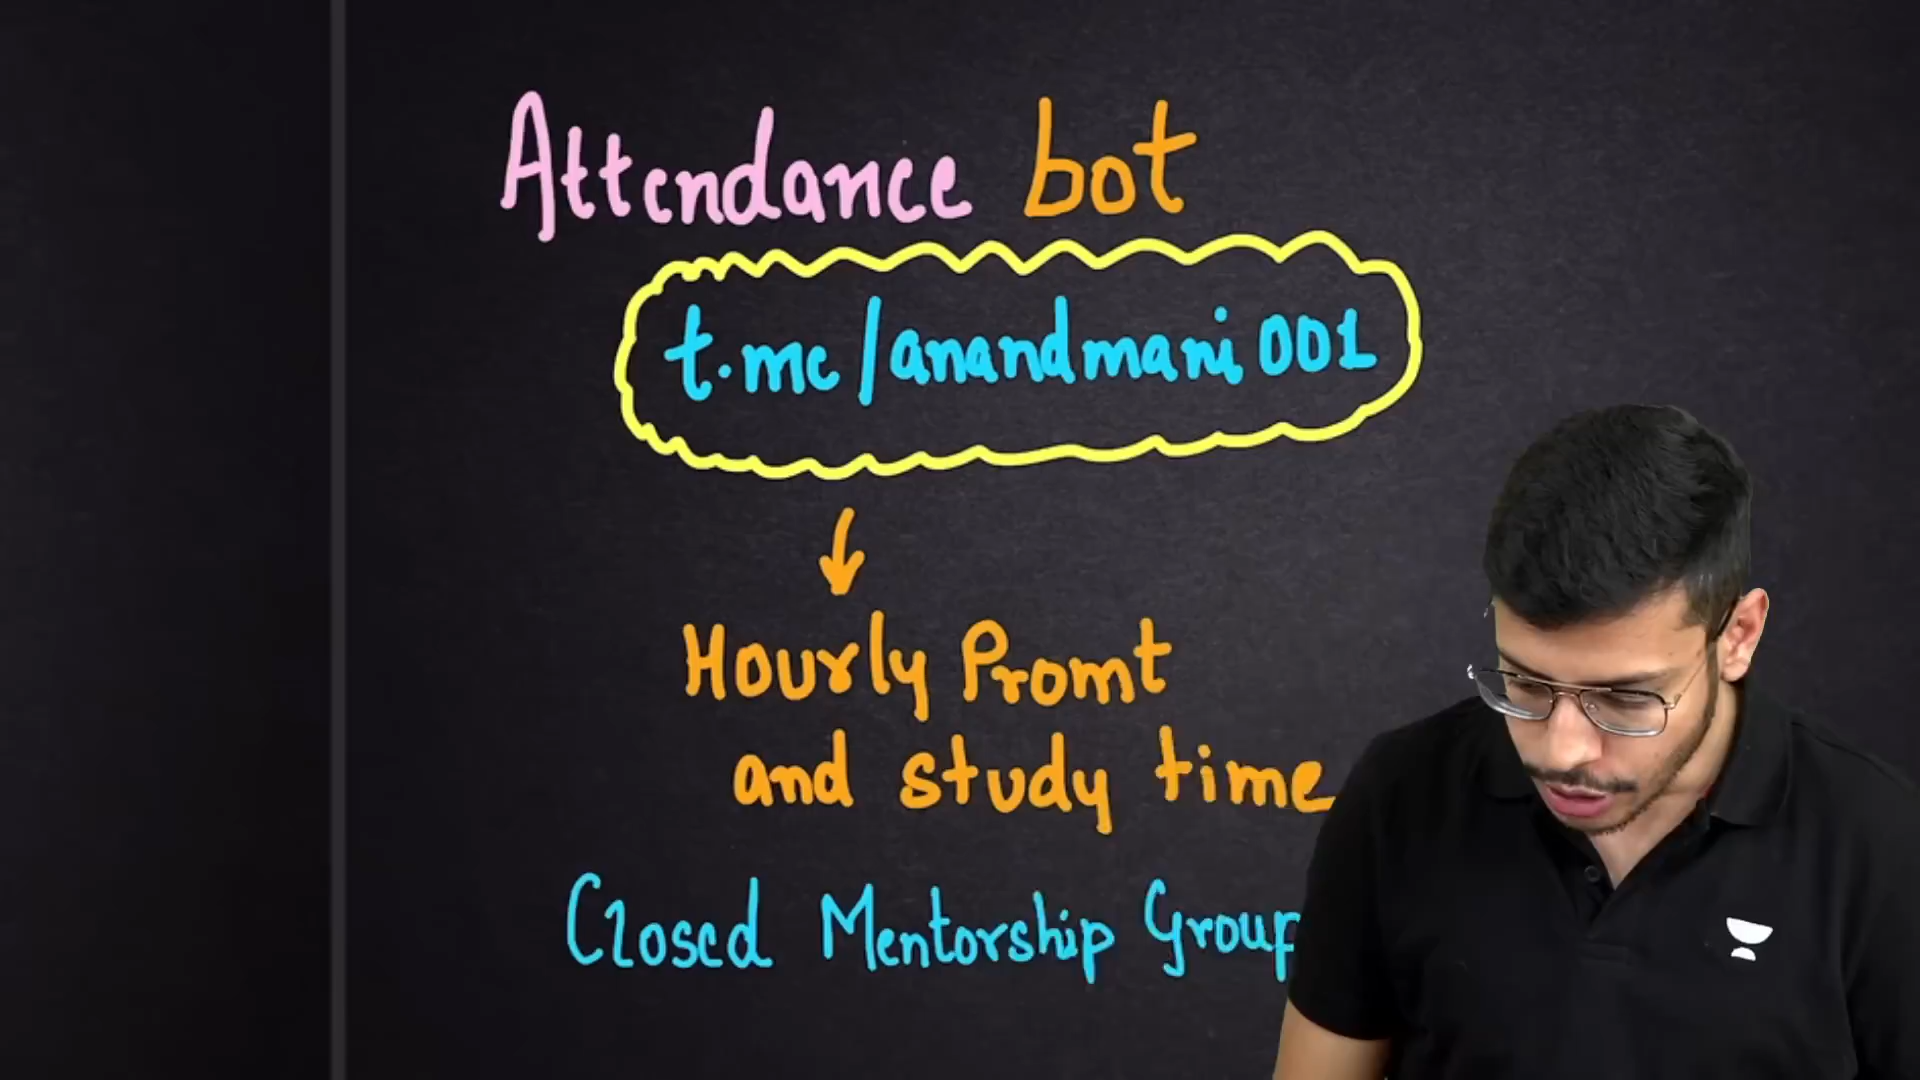 Attendance bot
t.me/anandmani001
Hourly Promt
and study time
Closed Mentorship Group